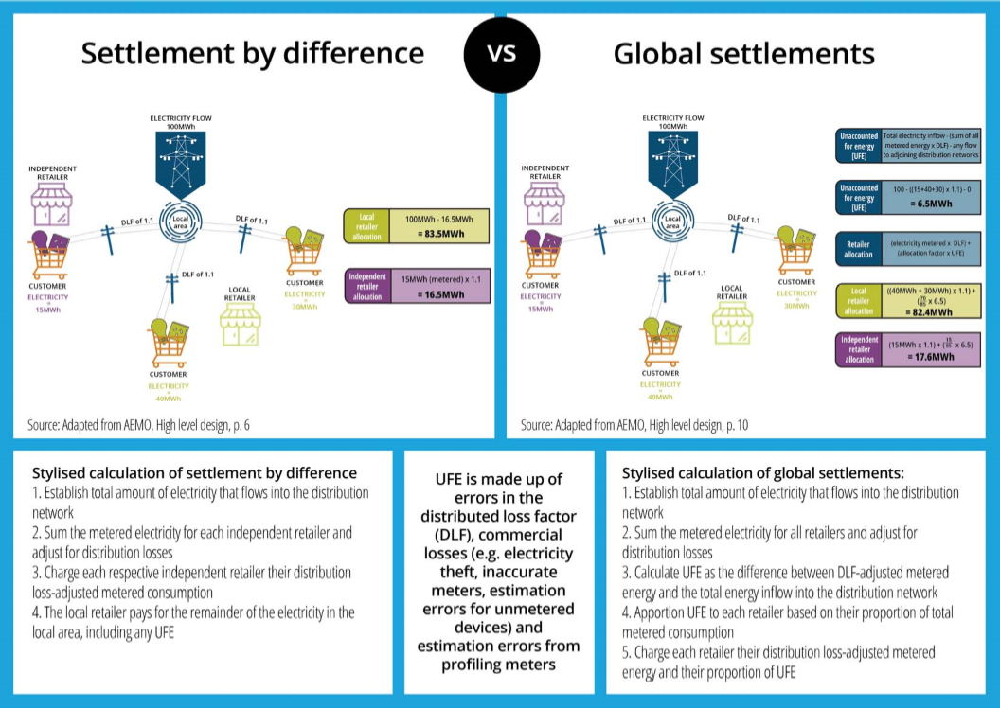 Settlement by difference
VS
Global settlements
ELECTRICITY FLOW
100MWh
INDEPENDENT
RETAILER
DLF of 1.1
Local
area
DLF of 1.1
CUSTOMER
ELECTRICITY
=
15MWh
DLF of 1.1
LOCAL
RETAILER
CUSTOMER
ELECTRICITY
=
30MWh
CUSTOMER
ELECTRICITY
=
40MWh
Local
retailer
allocation
100MWh - 16.5MWh
= 83.5MWh
Independent
retailer
allocation
15MWh (metered) x 1.1
= 16.5MWh
Source: Adapted from AEMO, High level design, p. 6
ELECTRICITY FLOW
100MWh
INDEPENDENT
RETAILER
DLF of 1.1
Local
area
DLF of 1.1
CUSTOMER
ELECTRICITY
=
15MWh
DLF of 1.1
LOCAL
RETAILER
CUSTOMER
ELECTRICITY
=
30MWh
CUSTOMER
ELECTRICITY
=
40MWh
Unaccounted
for energy
[UFE]
Total electricity inflow - (sum of all
metered energy x DLF) - any flow
to adjoining distribution networks
Unaccounted
for energy
[UFE]
100 - ((15+40+30) x 1.1) - 0
= 6.5MWh
Retailer
allocation
(electricity metered x DLF) +
(allocation factor x UFE)
Local
retailer
allocation
((40MWh + 30MWh) x 1.1) +
(70/85 x 6.5)
= 82.4MWh
Independent
retailer
allocation
(15MWh x 1.1) + (15/85 x 6.5)
= 17.6MWh
Source: Adapted from AEMO, High level design, p. 10
Stylised calculation of settlement by difference
1. Establish total amount of electricity that flows into the distribution
network
2. Sum the metered electricity for each independent retailer and
adjust for distribution losses
3. Charge each respective independent retailer their distribution
loss-adjusted metered consumption
4. The local retailer pays for the remainder of the electricity in the
local area, including any UFE
UFE is made up of
errors in the
distributed loss factor
(DLF), commercial
losses (e.g. electricity
theft, inaccurate
meters, estimation
errors for unmetered
devices) and
estimation errors from
profiling meters
Stylised calculation of global settlements:
1. Establish total amount of electricity that flows into the distribution
network
2. Sum the metered electricity for all retailers and adjust for
distribution losses
3. Calculate UFE as the difference between DLF-adjusted metered
energy and the total energy inflow into the distribution network
4. Apportion UFE to each retailer based on their proportion of total
metered consumption
5. Charge each retailer their distribution loss-adjusted metered
energy and their proportion of UFE